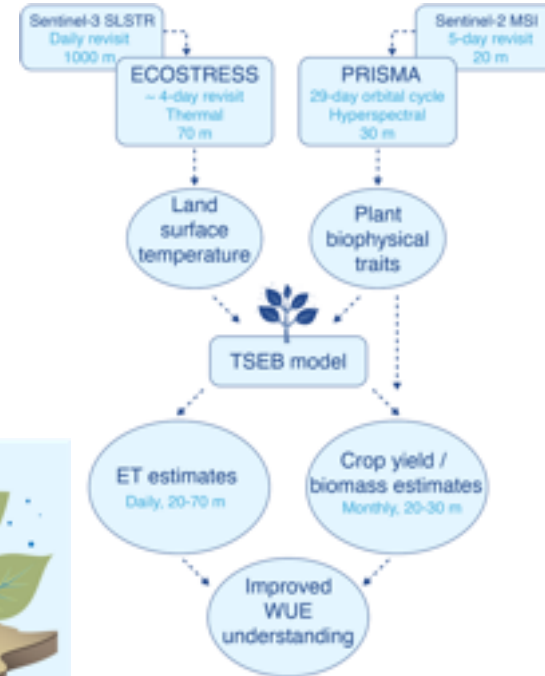 Sentinel-3 SLSTR
Daily revisit
1000 m
Sentinel-2 MSI
5-day revisit
20 m
ECOSTRESS
~ 4-day revisit
Thermal
70 m
PRISMA
29-day orbital cycle
Hyperspectral
30 m
Land
surface
temperature
Plant
biophysical
traits
TSEB model
ET estimates
Daily, 20-70 m
Crop yield /
biomass estimates
Monthly, 20-30 m
Improved
WUE
understanding